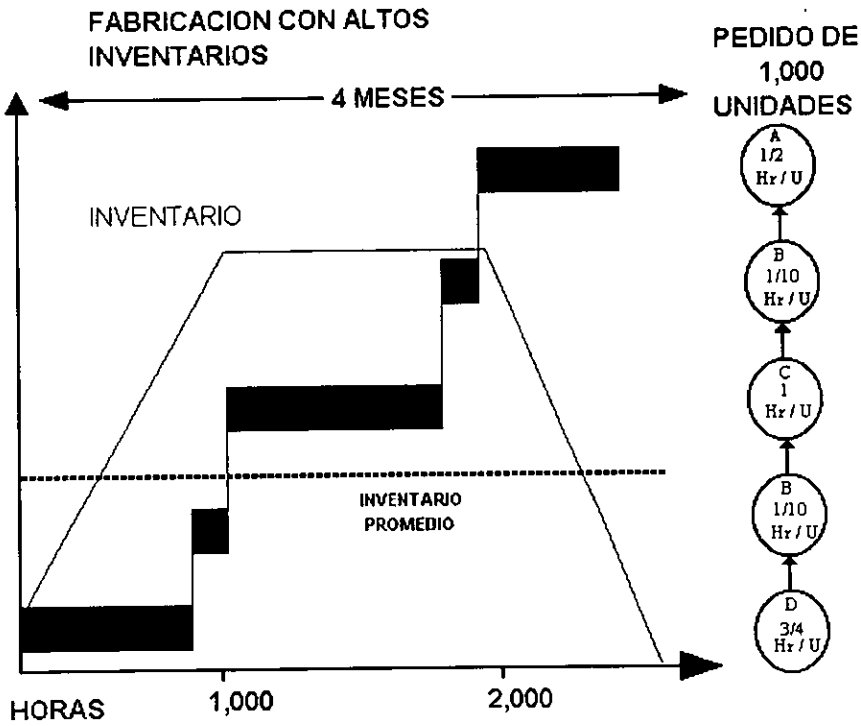 FABRICACION CON ALTOS
INVENTARIOS
PEDIDO DE
1,000
UNIDADES
4 MESES
A
1/2
Hr / U
INVENTARIO
B
1/10
Hr / U
C
1
Hr / U
INVENTARIO
PROMEDIO
B
1/10
Hr / U
D
3/4
Hr / U
HORAS
1,000
2,000